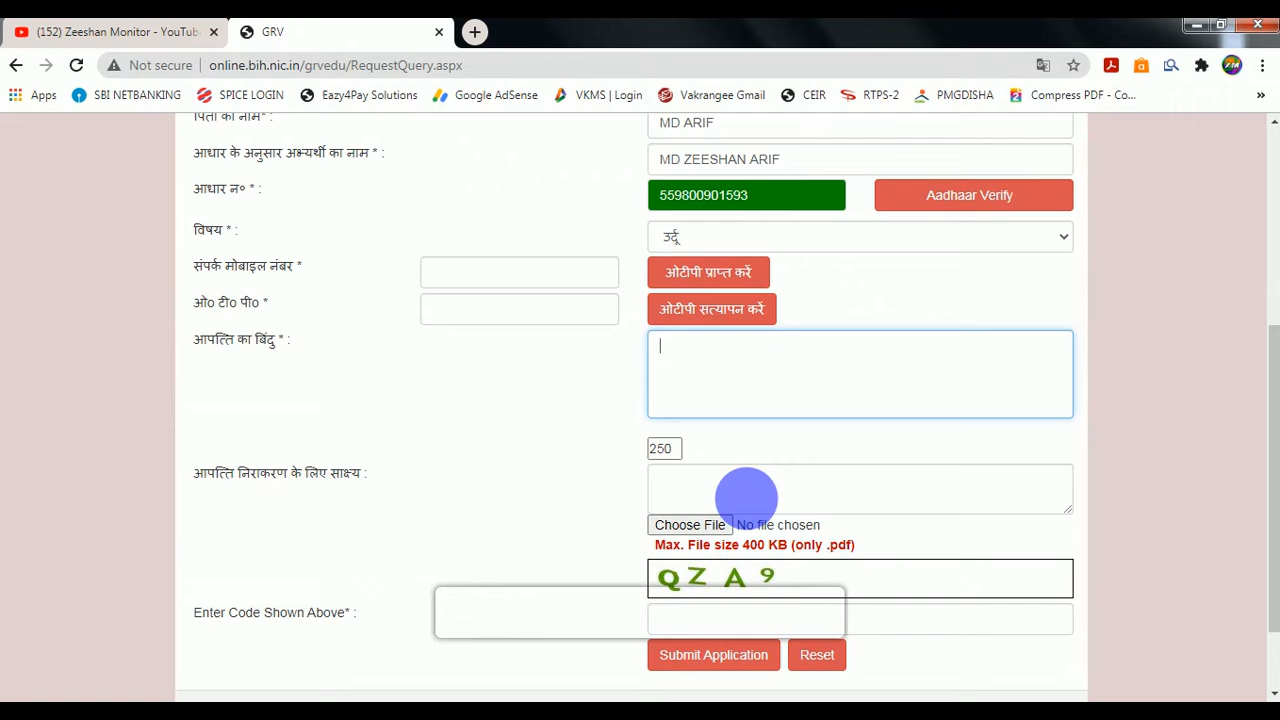 (152) Zeeshan Monitor - YouTub
GRV
Not secure
online.bih.nic.in/grvedu/RequestQuery.aspx
Apps
SBI NETBANKING
SPICE LOGIN
Eazy4Pay Solutions
Google AdSense
VKMS | Login
Vakrangee Gmail
CEIR
RTPS-2
PMGDISHA
Compress PDF - Co...
पिता का नाम* :
MD ARIF
आधार के अनुसार अभ्यर्थी का नाम * :
MD ZEESHAN ARIF
आधार न० * :
559800901593
Aadhaar Verify
विषय * :
उर्दू
संपर्क मोबाइल नंबर *
ओटीपी प्राप्त करें
ओ० टी० पी० *
ओटीपी सत्यापन करें
आपत्ति का बिंदु * :
250
आपत्ति निराकरण के लिए साक्ष्य :
Choose File No file chosen
Max. File size 400 KB (only .pdf)
Q Z A 9
Enter Code Shown Above* :
Submit Application
Reset